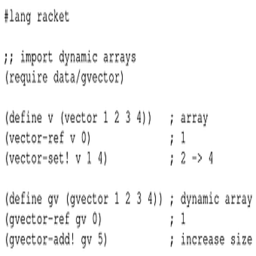 #lang racket
;; import dynamic arrays
(require data/gvector)
(define v (vector 1 2 3 4)) ; array
(vector-ref v 0) ; 1
(vector-set! v 1 4) ; 2 -> 4
(define gv (gvector 1 2 3 4)) ; dynamic array
(gvector-ref gv 0) ; 1
(gvector-add! gv 5) ; increase size